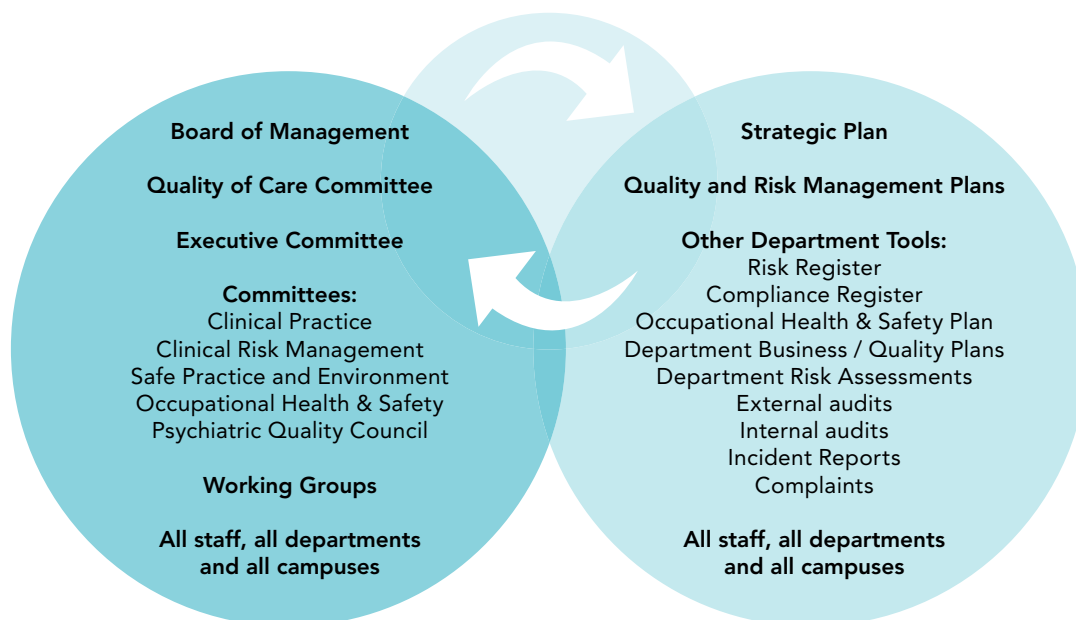 Board of Management
Quality of Care Committee
Executive Committee
Committees:
Clinical Practice
Clinical Risk Management
Safe Practice and Environment
Occupational Health & Safety
Psychiatric Quality Council
Working Groups
All staff, all departments
and all campuses
Strategic Plan
Quality and Risk Management Plans
Other Department Tools:
Risk Register
Compliance Register
Occupational Health & Safety Plan
Department Business / Quality Plans
Department Risk Assessments
External audits
Internal audits
Incident Reports
Complaints
All staff, all departments
and all campuses